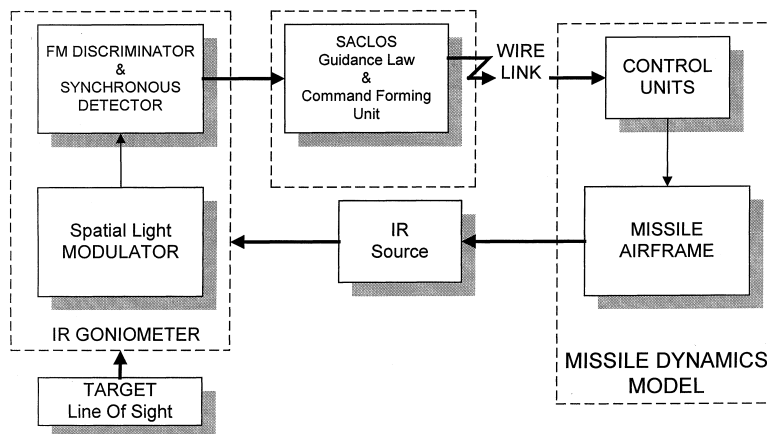 FM DISCRIMINATOR
&
SYNCHRONOUS
DETECTOR
SACLOS
Guidance Law
&
Command Forming
Unit
WIRE
LINK
CONTROL
UNITS
Spatial Light
MODULATOR
IR
Source
MISSILE
AIRFRAME
IR GONIOMETER
TARGET
Line Of Sight
MISSILE DYNAMICS
MODEL